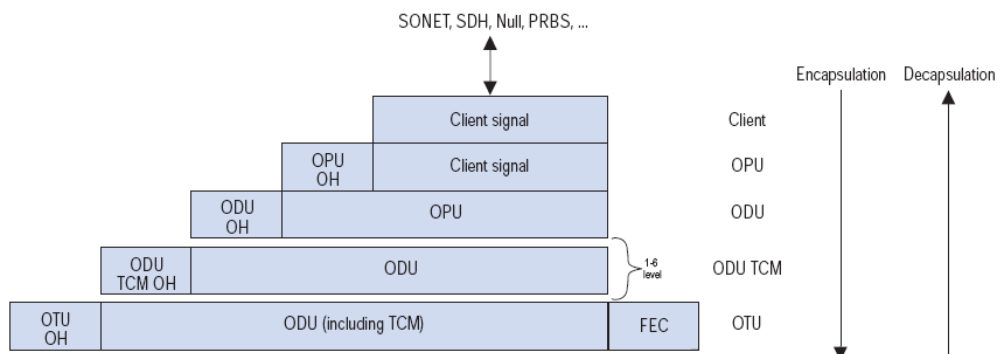 SONET, SDH, Null, PRBS, ...
Encapsulation Decapsulation
Client signal Client
OPU
OH Client signal OPU
ODU
OH OPU ODU
ODU
TCM OH ODU 1-6
level ODU TCM
OTU
OH ODU (including TCM) FEC OTU